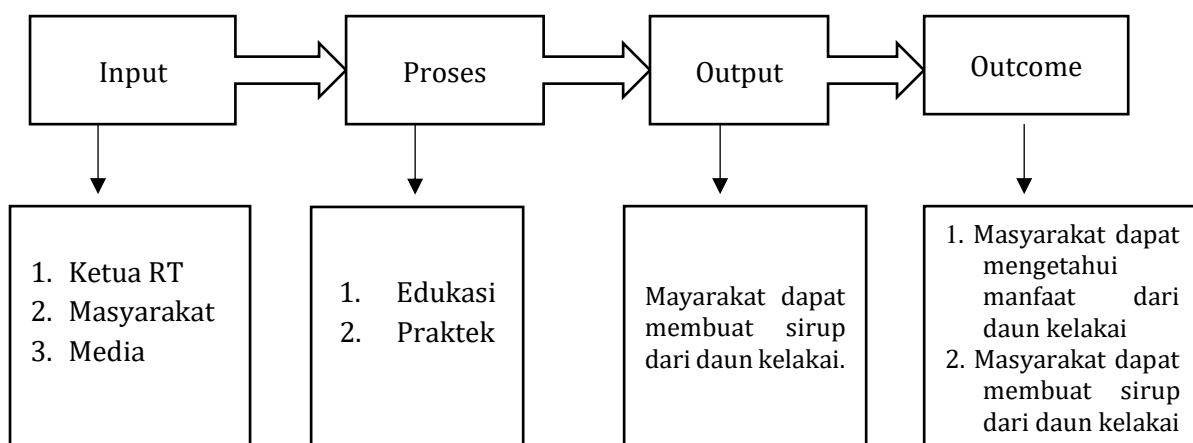 Input
Proses
Output
Outcome
1. Ketua RT
2. Masyarakat
3. Media
1. Edukasi
2. Praktek
Mayarakat dapat
membuat sirup
dari daun kelakai.
1. Masyarakat dapat
mengetahui
manfaat dari
daun kelakai
2. Masyarakat dapat
membuat sirup
dari daun kelakai